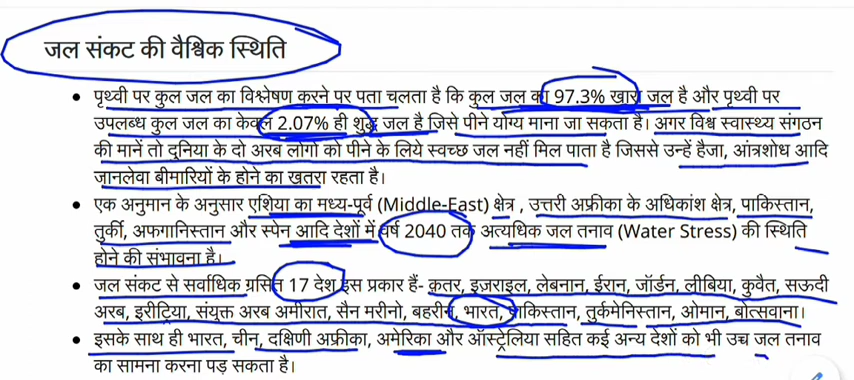 जल संकट की वैश्विक स्थिति
• पृथ्वी पर कुल जल का विश्लेषण करने पर पता चलता है कि कुल जल का 97.3% खारा जल है और पृथ्वी पर
उपलब्ध कुल जल का केवल 2.07% ही शुद्ध जल है जिसे पीने योग्य माना जा सकता है। अगर विश्व स्वास्थ्य संगठन
की मानें तो दुनिया के दो अरब लोगों को पीने के लिये स्वच्छ जल नहीं मिल पाता है जिससे उन्हें हैजा, आंत्रशोध आदि
जानलेवा बीमारियों के होने का खतरा रहता है।
• एक अनुमान के अनुसार एशिया का मध्य-पूर्व (Middle-East) क्षेत्र , उत्तरी अफ्रीका के अधिकांश क्षेत्र, पाकिस्तान,
तुर्की, अफगानिस्तान और स्पेन आदि देशों में वर्ष 2040 तक अत्यधिक जल तनाव (Water Stress) की स्थिति
होने की संभावना है।
• जल संकट से सर्वाधिक ग्रसित 17 देश इस प्रकार हैं- क़तर, इज़राइल, लेबनान, ईरान, जॉर्डन, लीबिया, कुवैत, सऊदी
अरब, इरीट्रिया, संयुक्त अरब अमीरात, सैन मरीनो, बहरीन, भारत, पाकिस्तान, तुर्कमेनिस्तान, ओमान, बोत्सवाना।
• इसके साथ ही भारत, चीन, दक्षिणी अफ्रीका, अमेरिका और ऑस्ट्रेलिया सहित कई अन्य देशों को भी उच्च जल तनाव
का सामना करना पड़ सकता है।